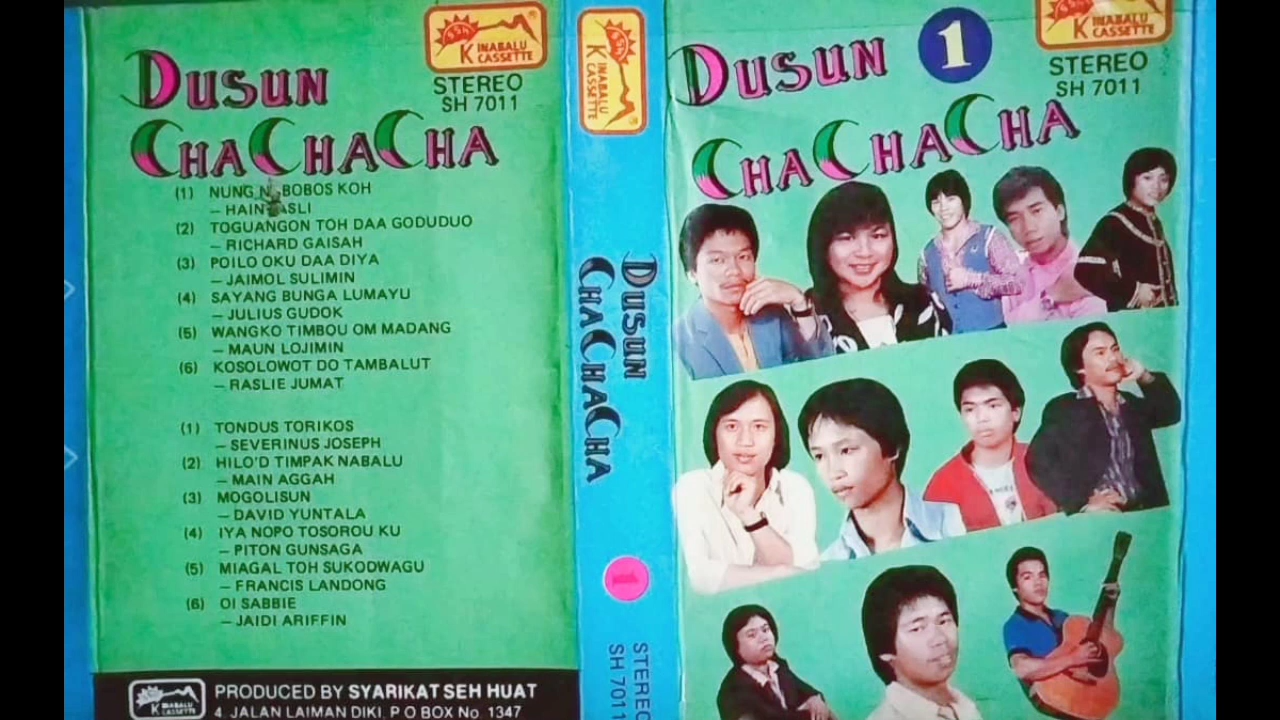 DUSUN
CHACHACHA
SSH
KINABALU
CASSETTE
STEREO
SH 7011
(1) NUNG BOBOS KOH
– HAIN ASLI
(2) TOGUANGON TOH DAA GODUDUO
– RICHARD GAISAH
(3) POILO OKU DAA DIYA
– JAIMOL SULIMIN
(4) SAYANG BUNGA LUMAYU
– JULIUS GUDOK
(5) WANGKO TIMBOU OM MADANG
– MAUN LOJIMIN
(6) KOSOLOWOT DO TAMBALUT
– RASLIE JUMAT
(1) TONDUS TORIKOS
– SEVERINUS JOSEPH
(2) HILO'D TIMPAK NABALU
– MAIN AGGAH
(3) MOGOLISUN
– DAVID YUNTALA
(4) IYA NOPO TOSOROU KU
– PITON GUNSAGA
(5) MIAGAL TOH SUKODWAGU
– FRANCIS LANDONG
(6) OI SABBIE
– JAIDI ARIFFIN
KINABALU
CASSETTE
PRODUCED BY SYARIKAT SEH HUAT
4, JALAN LAIMAN DIKI, P O BOX No. 1347
SSH
KINABALU
CASSETTE
DUSUN
CHACHACHA
1
STEREO
SH 7011
DUSUN 1
CHACHACHA
KINABALU
CASSETTE
STEREO
SH 7011